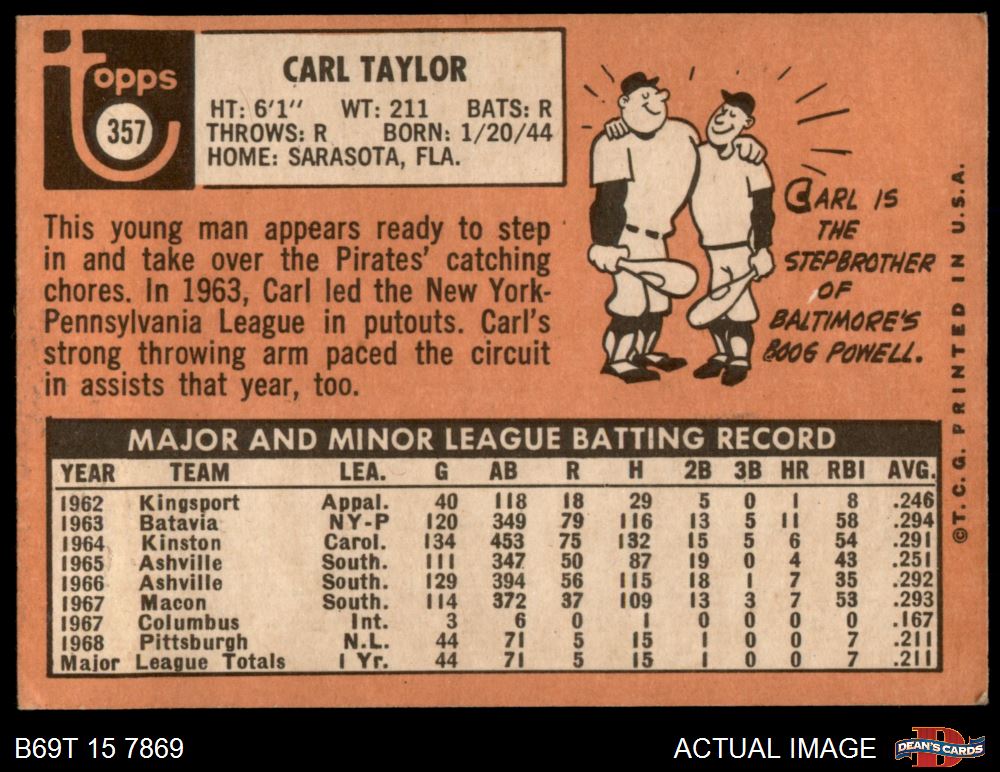 Topps
357
CARL TAYLOR
HT: 6'1" WT: 211 BATS: R
THROWS: R BORN: 1/20/44
HOME: SARASOTA, FLA.
This young man appears ready to step
in and take over the Pirates' catching
chores. In 1963, Carl led the New York-
Pennsylvania League in putouts. Carl's
strong throwing arm paced the circuit
in assists that year, too.
CARL IS
THE
STEPBROTHER
OF
BALTIMORE'S
BOOG POWELL.
©T. C. G. PRINTED IN U.S.A.
MAJOR AND MINOR LEAGUE BATTING RECORD
YEAR TEAM LEA. G AB R H 2B 3B HR RBI AVG.
1962 Kingsport Appal. 40 118 18 29 5 0 1 8 .246
1963 Batavia NY-P 120 349 79 116 13 5 11 58 .294
1964 Kinston Carol. 134 453 75 132 15 5 6 54 .291
1965 Ashville South. 111 347 50 87 19 0 4 43 .251
1966 Ashville South. 129 394 56 115 18 1 7 35 .292
1967 Macon South. 114 372 37 109 13 3 7 53 .293
1967 Columbus Int. 3 6 0 1 0 0 0 0 .167
1968 Pittsburgh N.L. 44 71 5 15 1 0 0 7 .211
Major League Totals 1 Yr. 44 71 5 15 1 0 0 7 .211
B69T 15 7869
ACTUAL IMAGE
DEAN'S CARDS